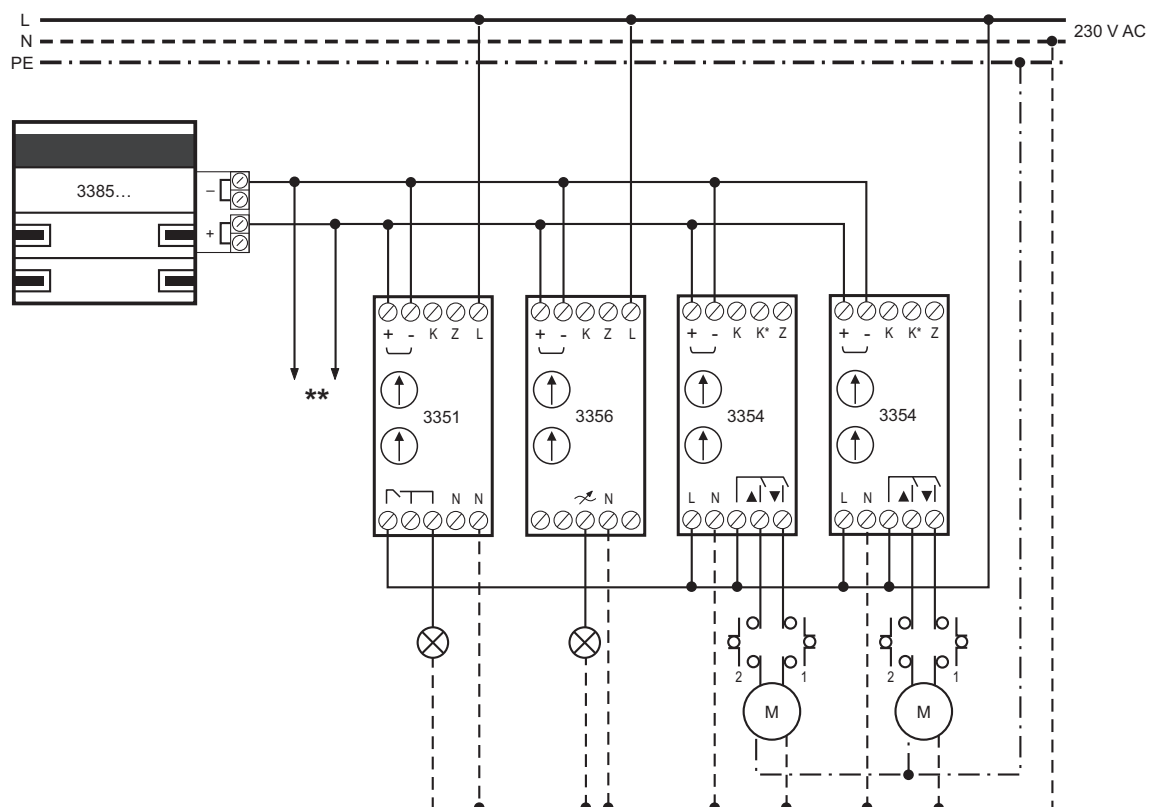 L
N
230 V AC
PE
3385…
–
+
+ - K Z L
+ - K Z L
+ - K K* Z
+ - K K* Z
**
3351
3356
3354
3354
N N
N
L N
L N
2 1
2 1
M
M